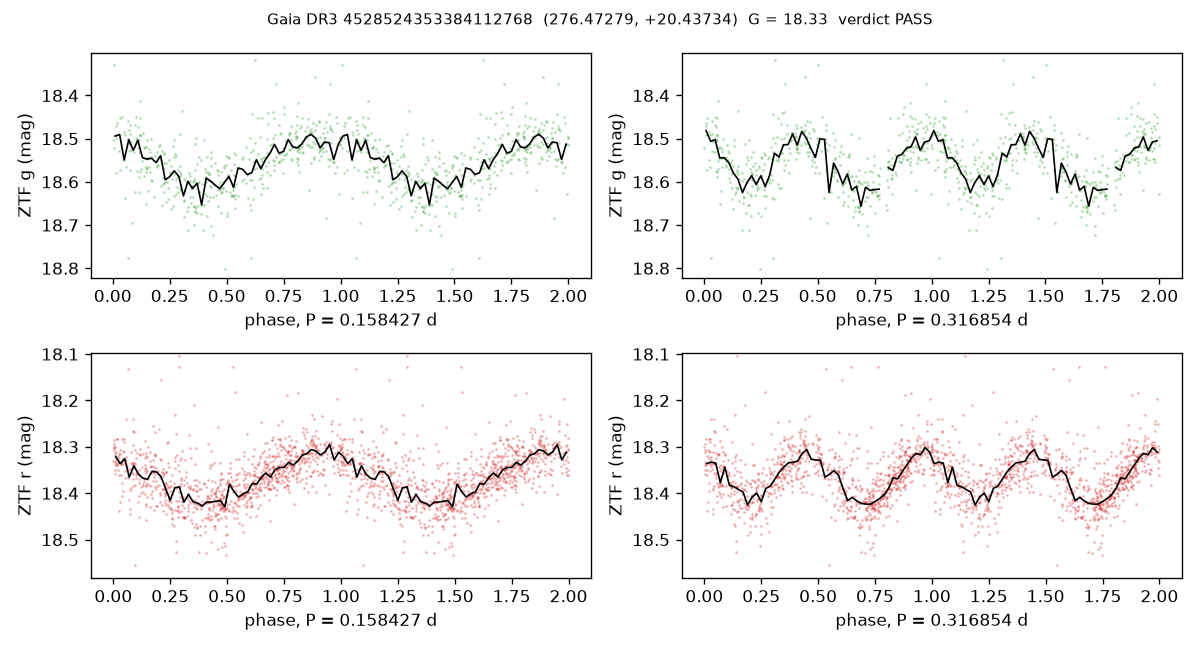 Gaia DR3 4528524353384112768 (276.47279, +20.43734) G = 18.33 verdict PASS
ZTF g (mag)
18.4
18.5
18.6
18.7
18.8
0.00 0.25 0.50 0.75 1.00 1.25 1.50 1.75 2.00
phase, P = 0.158427 d
ZTF g (mag)
18.4
18.5
18.6
18.7
18.8
0.00 0.25 0.50 0.75 1.00 1.25 1.50 1.75 2.00
phase, P = 0.316854 d
ZTF r (mag)
18.1
18.2
18.3
18.4
18.5
0.00 0.25 0.50 0.75 1.00 1.25 1.50 1.75 2.00
phase, P = 0.158427 d
ZTF r (mag)
18.1
18.2
18.3
18.4
18.5
0.00 0.25 0.50 0.75 1.00 1.25 1.50 1.75 2.00
phase, P = 0.316854 d